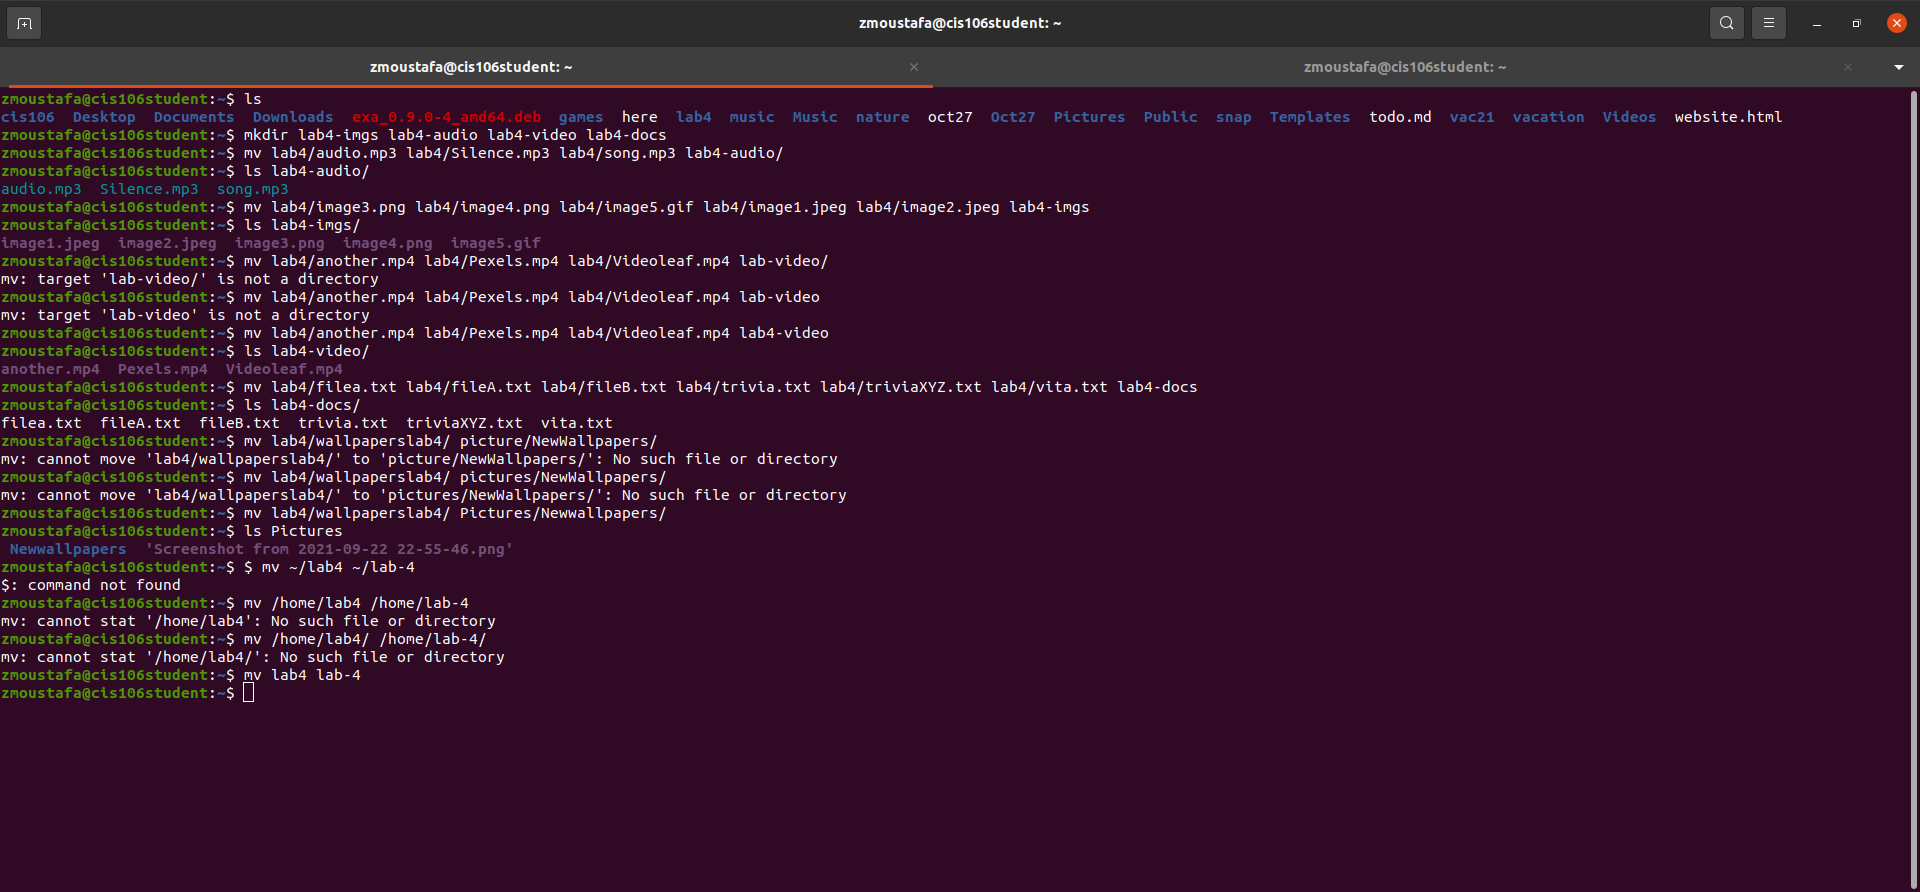 zmoustafa@cis106student: ~
zmoustafa@cis106student: ~
zmoustafa@cis106student: ~
zmoustafa@cis106student:~$ ls
cis106  Desktop  Documents  Downloads  exa_0.9.0-4_amd64.deb  games  here  lab4  music  Music  nature  oct27  Oct27  Pictures  Public  snap  Templates  todo.md  vac21  vacation  Videos  website.html
zmoustafa@cis106student:~$ mkdir lab4-imgs lab4-audio lab4-video lab4-docs
zmoustafa@cis106student:~$ mv lab4/audio.mp3 lab4/Silence.mp3 lab4/song.mp3 lab4-audio/
zmoustafa@cis106student:~$ ls lab4-audio/
audio.mp3  Silence.mp3  song.mp3
zmoustafa@cis106student:~$ mv lab4/image3.png lab4/image4.png lab4/image5.gif lab4/image1.jpeg lab4/image2.jpeg lab4-imgs
zmoustafa@cis106student:~$ ls lab4-imgs/
image1.jpeg  image2.jpeg  image3.png  image4.png  image5.gif
zmoustafa@cis106student:~$ mv lab4/another.mp4 lab4/Pexels.mp4 lab4/Videoleaf.mp4 lab-video/
mv: target 'lab-video/' is not a directory
zmoustafa@cis106student:~$ mv lab4/another.mp4 lab4/Pexels.mp4 lab4/Videoleaf.mp4 lab-video
mv: target 'lab-video' is not a directory
zmoustafa@cis106student:~$ mv lab4/another.mp4 lab4/Pexels.mp4 lab4/Videoleaf.mp4 lab4-video
zmoustafa@cis106student:~$ ls lab4-video/
another.mp4  Pexels.mp4  Videoleaf.mp4
zmoustafa@cis106student:~$ mv lab4/filea.txt lab4/fileA.txt lab4/fileB.txt lab4/trivia.txt lab4/triviaXYZ.txt lab4/vita.txt lab4-docs
zmoustafa@cis106student:~$ ls lab4-docs/
filea.txt  fileA.txt  fileB.txt  trivia.txt  triviaXYZ.txt  vita.txt
zmoustafa@cis106student:~$ mv lab4/wallpaperslab4/ picture/NewWallpapers/
mv: cannot move 'lab4/wallpaperslab4/' to 'picture/NewWallpapers/': No such file or directory
zmoustafa@cis106student:~$ mv lab4/wallpaperslab4/ pictures/NewWallpapers/
mv: cannot move 'lab4/wallpaperslab4/' to 'pictures/NewWallpapers/': No such file or directory
zmoustafa@cis106student:~$ mv lab4/wallpaperslab4/ Pictures/Newwallpapers/
zmoustafa@cis106student:~$ ls Pictures
 Newwallpapers  'Screenshot from 2021-09-22 22-55-46.png'
zmoustafa@cis106student:~$ $ mv ~/lab4 ~/lab-4
$: command not found
zmoustafa@cis106student:~$ mv /home/lab4 /home/lab-4
mv: cannot stat '/home/lab4': No such file or directory
zmoustafa@cis106student:~$ mv /home/lab4/ /home/lab-4/
mv: cannot stat '/home/lab4/': No such file or directory
zmoustafa@cis106student:~$ mv lab4 lab-4
zmoustafa@cis106student:~$